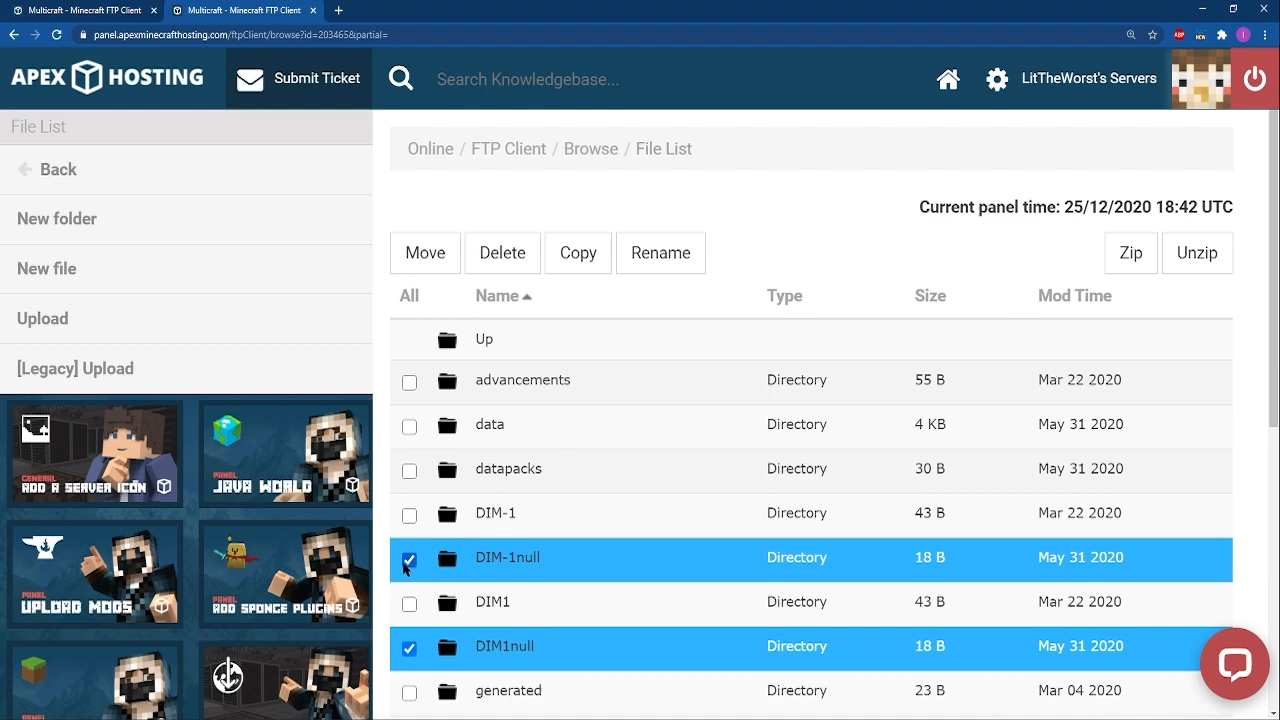 Multicraft - Minecraft FTP Client
Multicraft - Minecraft FTP Client
panel.apexminecrafthosting.com/ftpClient/browse?id=203465&partial=
APEX HOSTING
Submit Ticket
Search Knowledgebase...
LitTheWorst's Servers
File List
Back
New folder
New file
Upload
[Legacy] Upload
GENERAL
ADD A SERVER ICON
PANEL
JAVA WORLD
PANEL
UPLOAD MODS
PANEL
ADD SPONGE PLUGINS
Online / FTP Client / Browse / File List
Current panel time: 25/12/2020 18:42 UTC
Move Delete Copy Rename Zip Unzip
All Name Type Size Mod Time
Up
advancements Directory 55 B Mar 22 2020
data Directory 4 KB May 31 2020
datapacks Directory 30 B May 31 2020
DIM-1 Directory 43 B Mar 22 2020
DIM-1null Directory 18 B May 31 2020
DIM1 Directory 43 B Mar 22 2020
DIM1null Directory 18 B May 31 2020
generated Directory 23 B Mar 04 2020